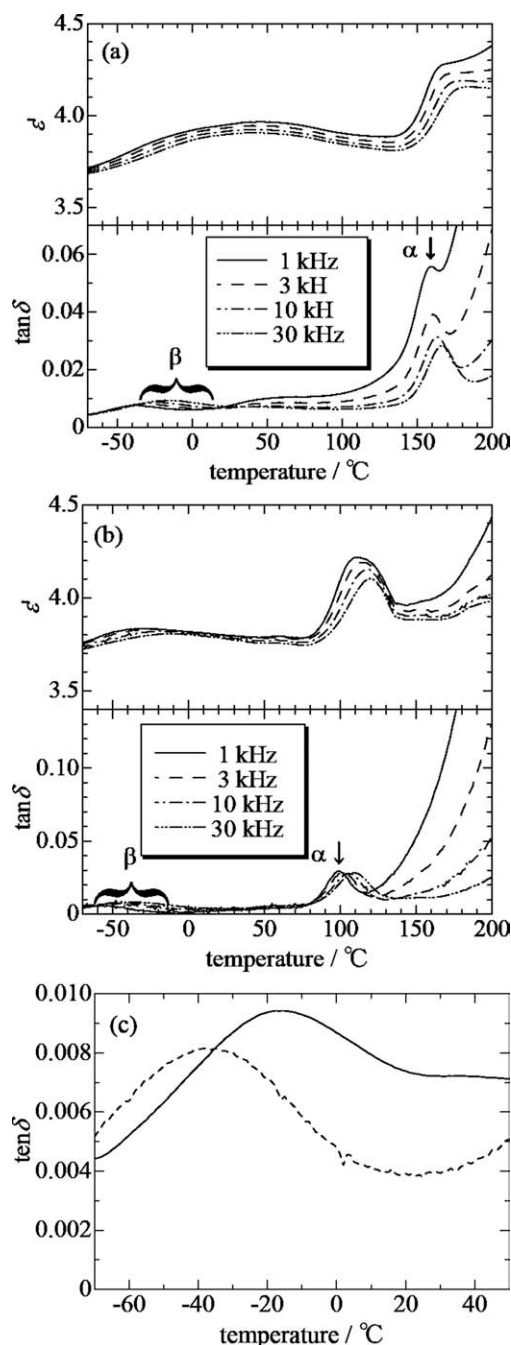 (a)
4.5
4.0
3.5
ε'
0.06
0.04
0.02
0
tanδ
1 kHz
3 kH
10 kH
30 kHz
α
β
-50 0 50 100 150 200
temperature / ℃
(b)
4.5
4.0
3.5
ε'
0.10
0.05
0
tanδ
1 kHz
3 kHz
10 kHz
30 kHz
α
β
-50 0 50 100 150 200
temperature / ℃
(c)
0.010
0.008
0.006
0.004
0.002
0
tenδ
-60 -40 -20 0 20 40
temperature / ℃